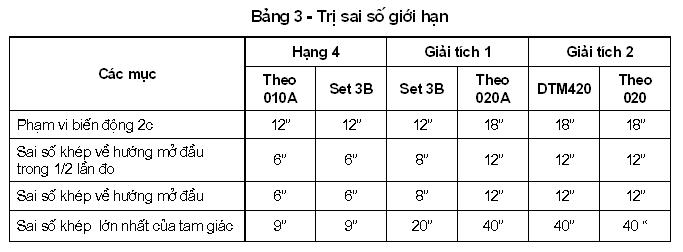 Bảng 3 - Trị sai số giới hạn
Các mục Hạng 4 Giải tích 1 Giải tích 2
Theo 010A Set 3B Set 3B Theo 020A DTM420 Theo 020
Phạm vi biến động 2c 12” 12” 12” 18” 18” 18”
Sai số khép về hướng mở đầu
trong 1/2 lần đo 6” 6” 8” 12” 12” 12”
Sai số khép về hướng mở đầu 6” 6” 8” 12” 12” 12”
Sai số khép lớn nhất của tam giác 9” 9” 20” 40” 40” 40 “